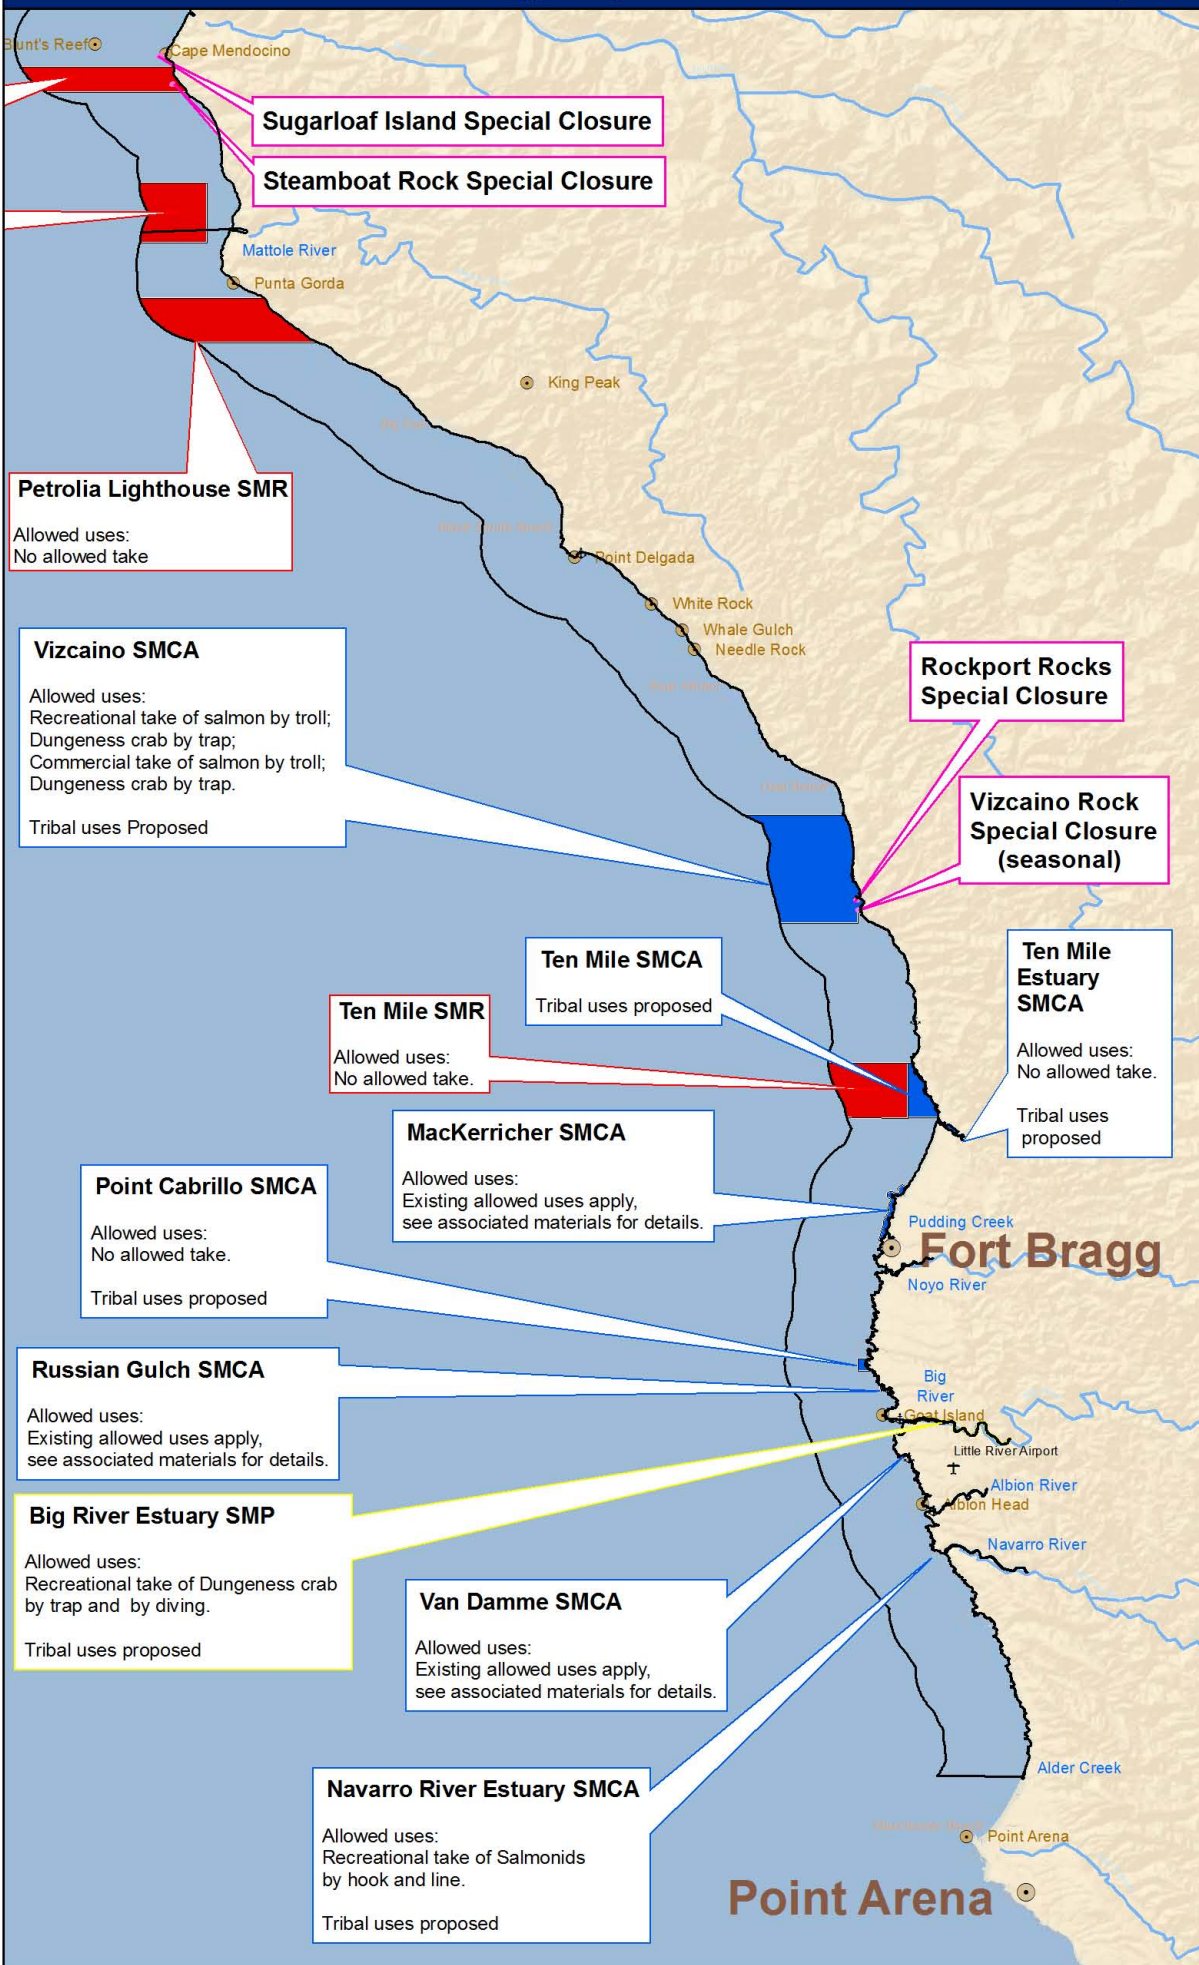 Blunt's Reef
Cape Mendocino
Sugarloaf Island Special Closure
Steamboat Rock Special Closure
Mattole River
Punta Gorda
King Peak
Petrolia Lighthouse SMR
Allowed uses:
No allowed take
Point Delgada
White Rock
Whale Gulch
Needle Rock
Vizcaino SMCA
Allowed uses:
Recreational take of salmon by troll;
Dungeness crab by trap;
Commercial take of salmon by troll;
Dungeness crab by trap.
Tribal uses Proposed
Rockport Rocks
Special Closure
Vizcaino Rock
Special Closure
(seasonal)
Ten Mile SMCA
Tribal uses proposed
Ten Mile
Estuary
SMCA
Allowed uses:
No allowed take.
Tribal uses
proposed
Ten Mile SMR
Allowed uses:
No allowed take.
MacKerricher SMCA
Allowed uses:
Existing allowed uses apply,
see associated materials for details.
Pudding Creek
Fort Bragg
Noyo River
Point Cabrillo SMCA
Allowed uses:
No allowed take.
Tribal uses proposed
Russian Gulch SMCA
Allowed uses:
Existing allowed uses apply,
see associated materials for details.
Big
River
Goat Island
Little River Airport
Albion River
Albion Head
Navarro River
Big River Estuary SMP
Allowed uses:
Recreational take of Dungeness crab
by trap and by diving.
Tribal uses proposed
Van Damme SMCA
Allowed uses:
Existing allowed uses apply,
see associated materials for details.
Navarro River Estuary SMCA
Allowed uses:
Recreational take of Salmonids
by hook and line.
Tribal uses proposed
Alder Creek
Point Arena
Point Arena